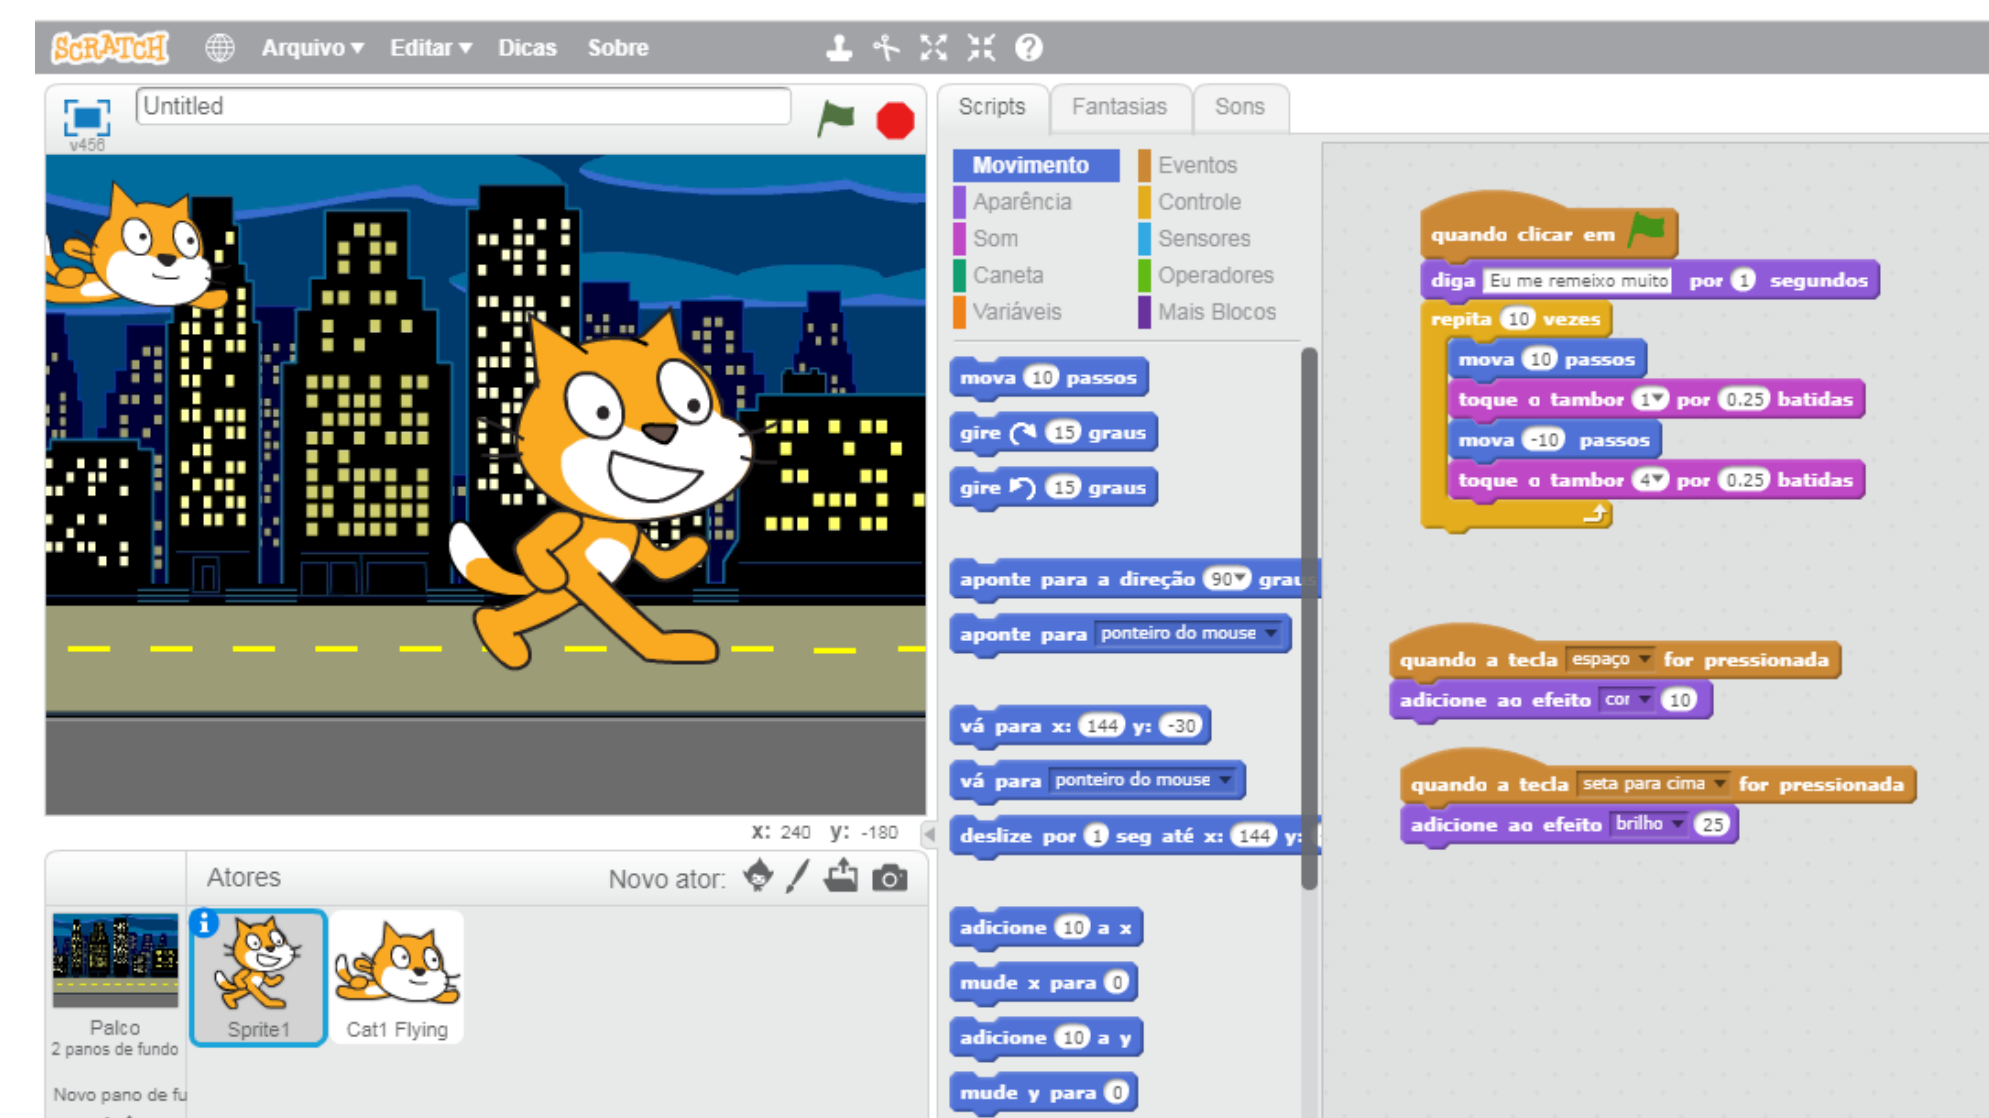 SCRATCH Arquivo Editar Dicas Sobre
Untitled
v456
Scripts Fantasias Sons
Movimento
Aparência
Som
Caneta
Variáveis
Eventos
Controle
Sensores
Operadores
Mais Blocos
mova 10 passos
gire 15 graus
gire 15 graus
aponte para a direção 90 graus
aponte para ponteiro do mouse
vá para x: 144 y: -30
vá para ponteiro do mouse
deslize por 1 seg até x: 144 y:
adicione 10 a x
mude x para 0
adicione 10 a y
mude y para 0
quando clicar em
diga Eu me remeixo muito por 1 segundos
repita 10 vezes
mova 10 passos
toque o tambor 1 por 0.25 batidas
mova -10 passos
toque o tambor 4 por 0.25 batidas
quando a tecla espaço for pressionada
adicione ao efeito cor 10
quando a tecla seta para cima for pressionada
adicione ao efeito brilho 25
x: 240 y: -180
Atores Novo ator:
Sprite1
Cat1 Flying
Palco
2 panos de fundo
Novo pano de fu